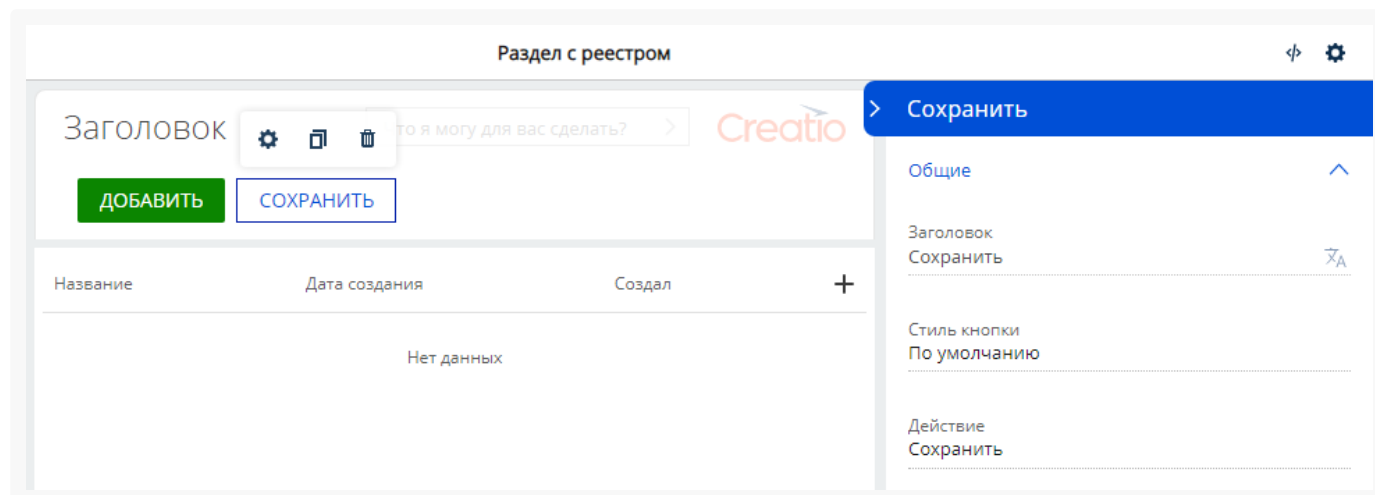 Раздел с реестром
Заголовок
то я могу для вас сделать?
Creatio
ДОБАВИТЬ
СОХРАНИТЬ
Название
Дата создания
Создал
Нет данных
Сохранить
Общие
Заголовок
Сохранить
Стиль кнопки
По умолчанию
Действие
Сохранить